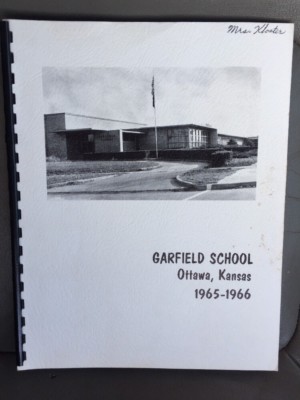 Mrs. Kloster
GARFIELD SCHOOL
Ottawa, Kansas
1965-1966